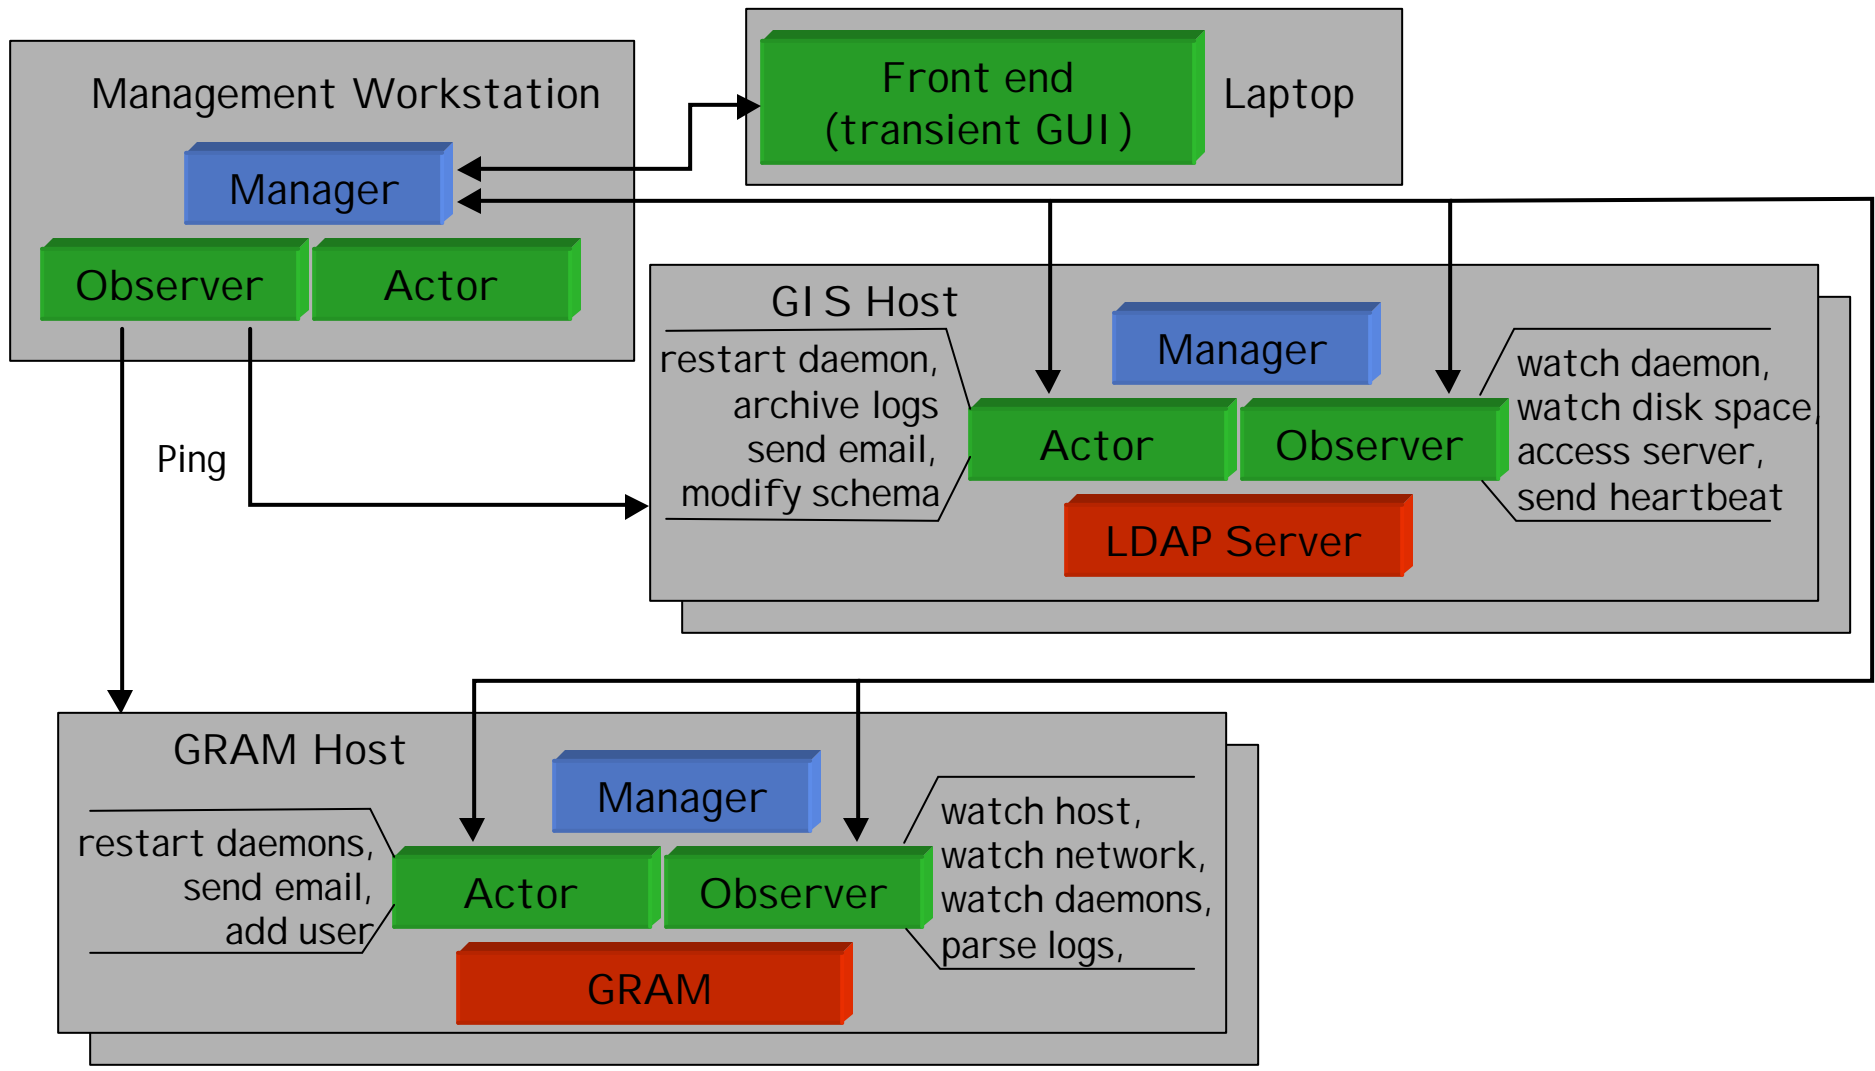 Management Workstation
Manager
Observer
Actor
Front end
(transient GUI)
Laptop
Ping
GIS Host
restart daemon,
archive logs
send email,
modify schema
Manager
Actor
Observer
LDAP Server
watch daemon,
watch disk space,
access server,
send heartbeat
GRAM Host
restart daemons,
send email,
add user
Manager
Actor
Observer
GRAM
watch host,
watch network,
watch daemons,
parse logs,